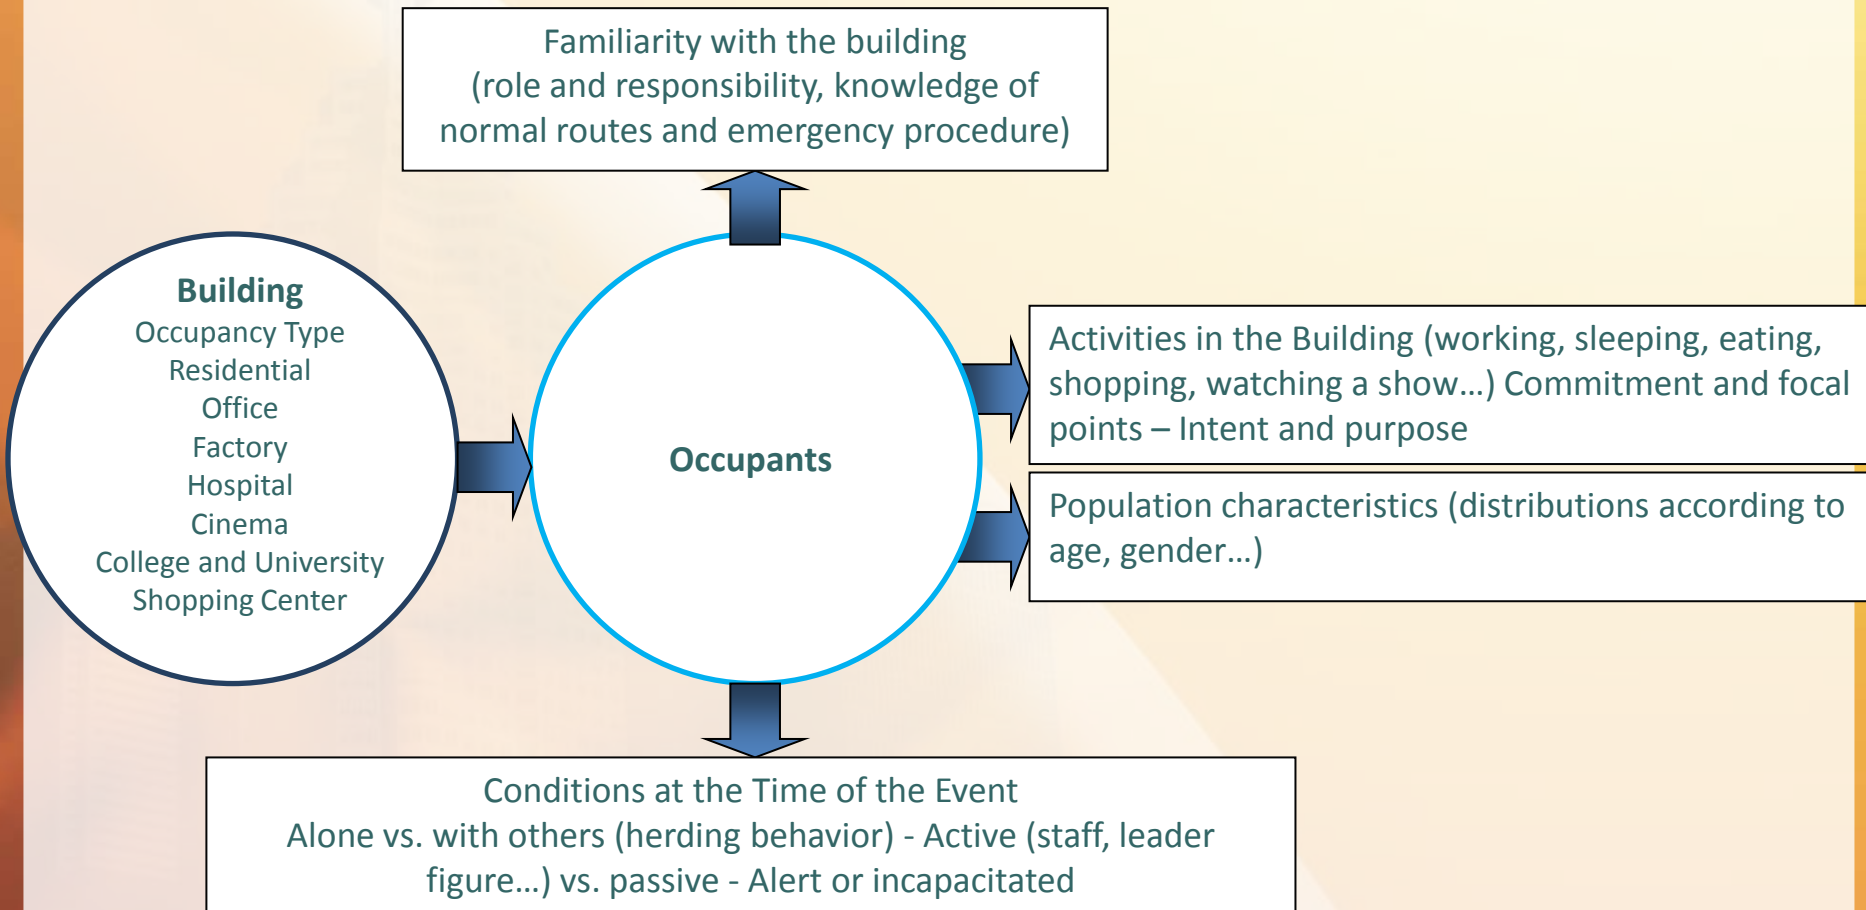 Familiarity with the building
(role and responsibility, knowledge of
normal routes and emergency procedure)
Building
Occupancy Type
Residential
Office
Factory
Hospital
Cinema
College and University
Shopping Center
Occupants
Activities in the Building (working, sleeping, eating,
shopping, watching a show…) Commitment and focal
points – Intent and purpose
Population characteristics (distributions according to
age, gender…)
Conditions at the Time of the Event
Alone vs. with others (herding behavior) - Active (staff, leader
figure…) vs. passive - Alert or incapacitated